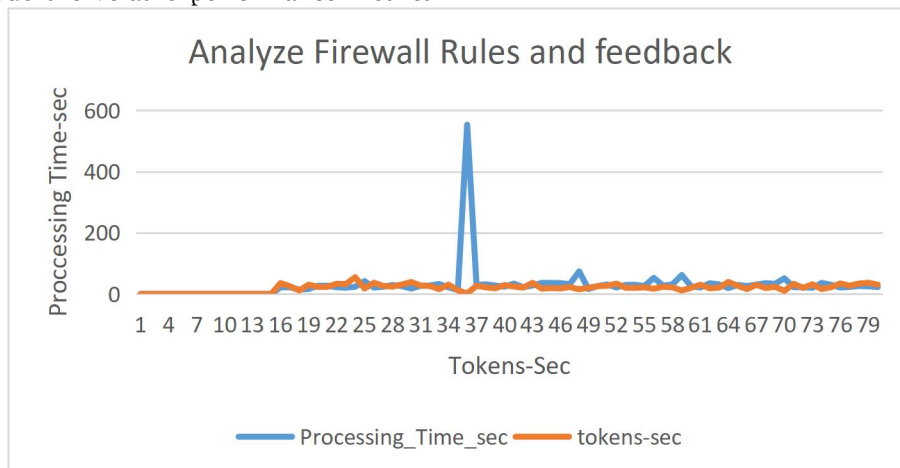 Analyze Firewall Rules and feedback
Proccessing Time-sec
600
400
200
0
1 4 7 10 13 16 19 22 25 28 31 34 37 40 43 46 49 52 55 58 61 64 67 70 73 76 79
Tokens-Sec
Processing_Time_sec tokens-sec